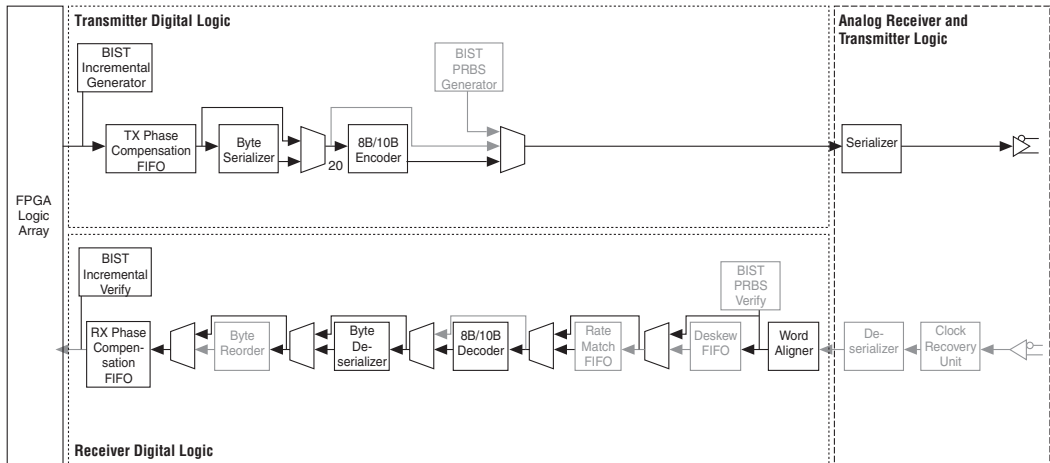 Transmitter Digital Logic
Analog Receiver and
Transmitter Logic
BIST
Incremental
Generator
BIST
PRBS
Generator
TX Phase
Compensation
FIFO
Byte
Serializer
20
8B/10B
Encoder
Serializer
FPGA
Logic
Array
BIST
Incremental
Verify
BIST
PRBS
Verify
RX Phase
Compen-
sation
FIFO
Byte
Reorder
Byte
De-
serializer
8B/10B
Decoder
Rate
Match
FIFO
Deskew
FIFO
Word
Aligner
De-
serializer
Clock
Recovery
Unit
Receiver Digital Logic